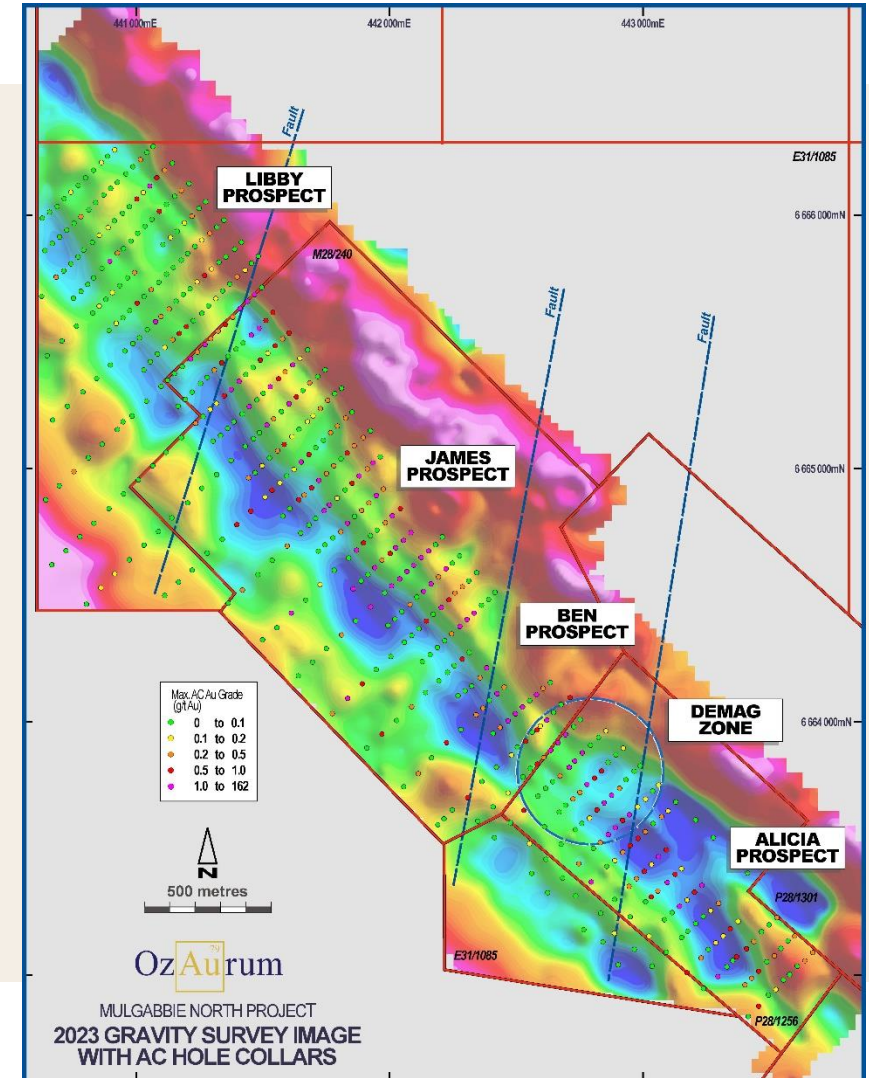 441 000mE
442 000mE
443 000mE
Fault
E31/1085
LIBBY
PROSPECT
6 666 000mN
M28/240
Fault
Fault
JAMES
PROSPECT
6 665 000mN
BEN
PROSPECT
DEMAG
ZONE
6 664 000mN
Max. AC Au Grade
(g/t Au)
0 to 0.1
0.1 to 0.2
0.2 to 0.5
0.5 to 1.0
1.0 to 162
ALICIA
PROSPECT
N
500 metres
P28/1301
E31/1085
79
OzAurum
P28/1256
MULGABBIE NORTH PROJECT
2023 GRAVITY SURVEY IMAGE
WITH AC HOLE COLLARS